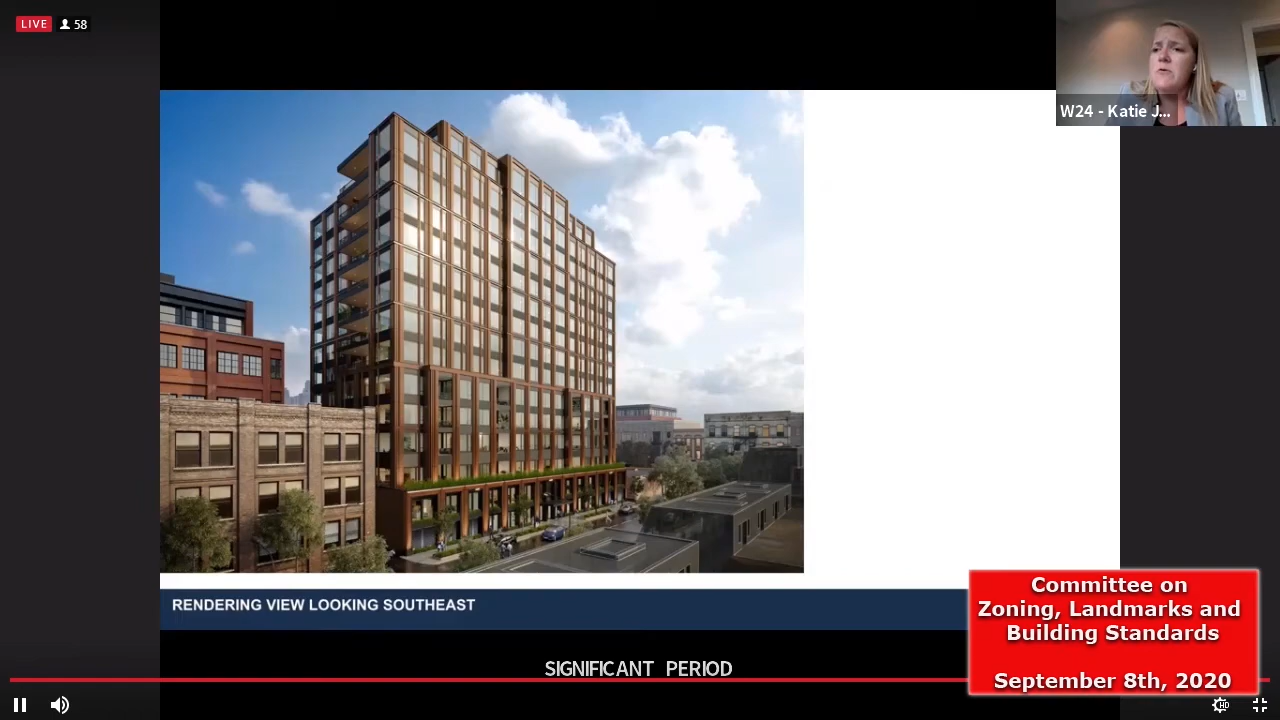 LIVE 58
W24 - Katie J...
RENDERING VIEW LOOKING SOUTHEAST
Committee on
Zoning, Landmarks and
Building Standards
September 8th, 2020
SIGNIFICANT PERIOD
HD